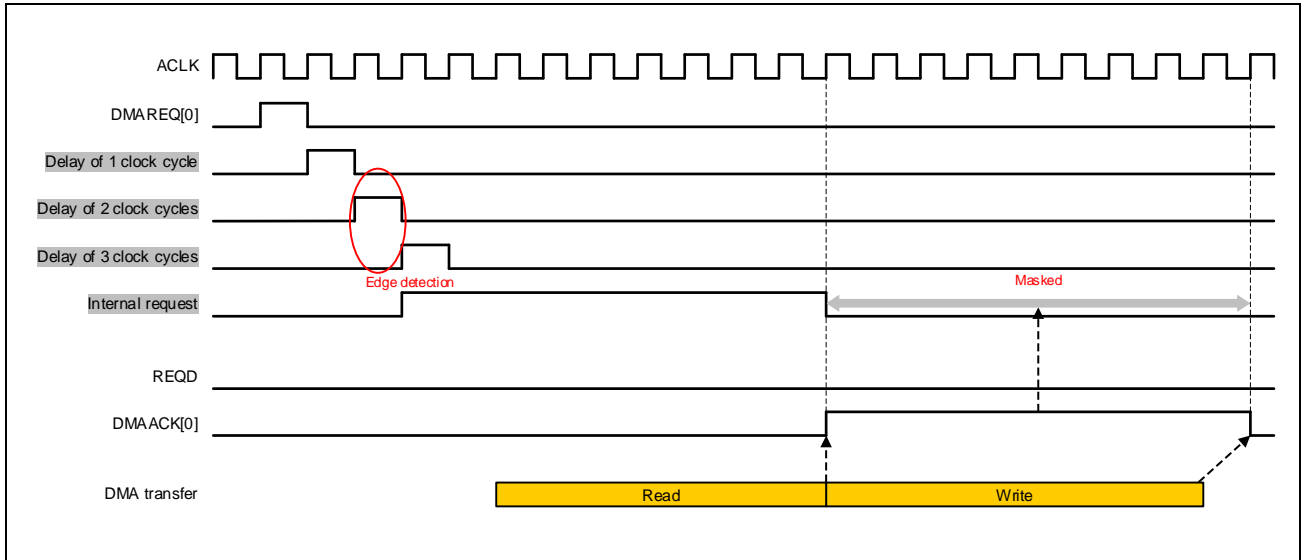 ACLK
DMAREQ[0]
Delay of 1 clock cycle
Delay of 2 clock cycles
Delay of 3 clock cycles
Edge detection
Masked
Internal request
REQD
DMAACK[0]
DMA transfer
Read
Write